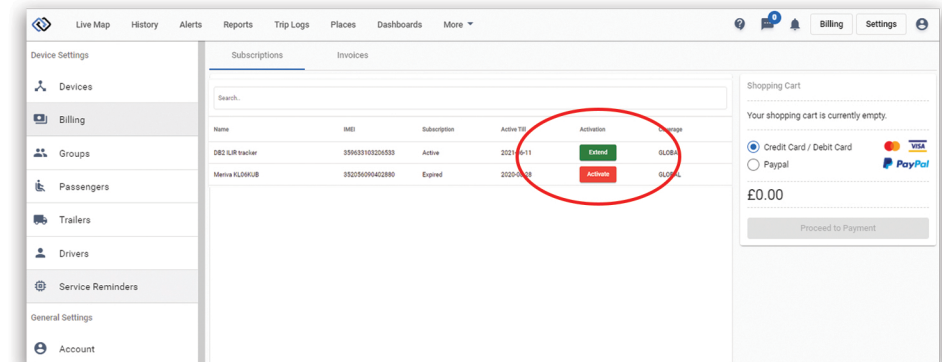 Live Map History Alerts Reports Trip Logs Places Dashboards More 0 Billing Settings
Device Settings
Devices
Billing
Groups
Passengers
Trailers
Drivers
Service Reminders
General Settings
Account
Subscriptions Invoices
Search..
Name IMEI Subscription Active Till Activation Coverage
DB2 ILIR tracker 359633103206533 Active Extend GLOBAL
Meriva KL06KUB 352056090402880 Expired Activate GLOBAL
Shopping Cart
Your shopping cart is currently empty.
Credit Card / Debit Card VISA
Paypal PayPal
£0.00
Proceed to Payment